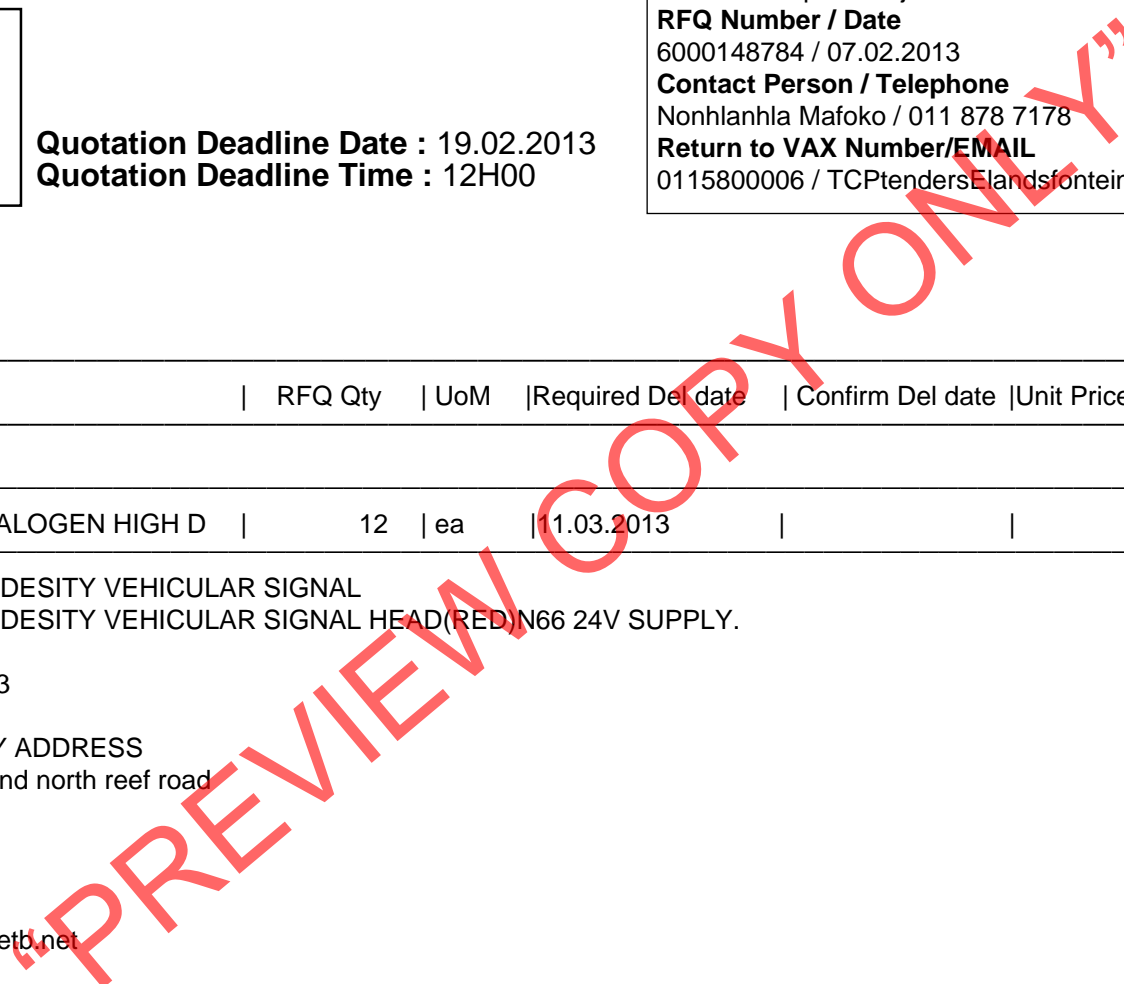 RFQ Number / Date
6000148784 / 07.02.2013
Contact Person / Telephone
Nonhlanhla Mafoko / 011 878 7178
Return to VAX Number/EMAIL
0115800006 / TCPtendersElandsfontein
Quotation Deadline Date : 19.02.2013
Quotation Deadline Time : 12H00
| RFQ Qty | UoM |Required Del date | Confirm Del date |Unit Price
ALOGEN HIGH D | 12 | ea |11.03.2013 | |
DESITY VEHICULAR SIGNAL
DESITY VEHICULAR SIGNAL HEAD(RED)N66 24V SUPPLY.
3
Y ADDRESS
nd north reef road
etb.net
“PREVIEW COPY ONLY”